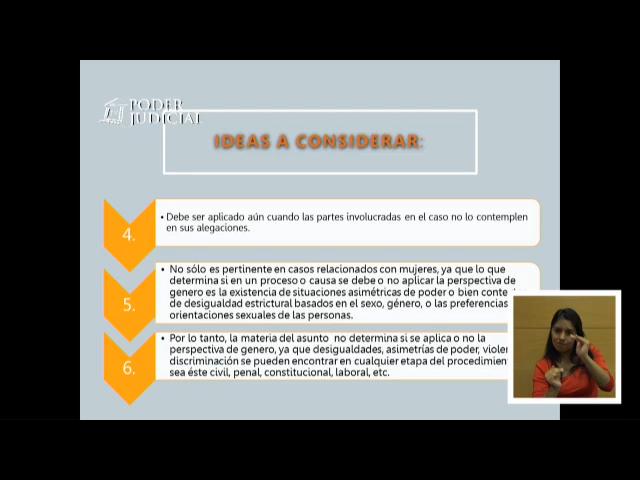 PODER
JUDICIAL
IDEAS A CONSIDERAR:
4.
• Debe ser aplicado aún cuando las partes involucradas en el caso no lo contemplen
en sus alegaciones.
5.
• No sólo es pertinente en casos relacionados con mujeres, ya que lo que
determina si en un proceso o causa se debe o no aplicar la perspectiva de
genero es la existencia de situaciones asimétricas de poder o bien
de desigualdad estrictural basados en el sexo, género, o las preferencias
orientaciones sexuales de las personas.
6.
• Por lo tanto, la materia del asunto no determina si se aplica o no la
perspectiva de genero, ya que desigualdades, asimetrías de poder,
discriminación se pueden encontrar en cualquier etapa del
sea éste civil, penal, constitucional, laboral, etc.